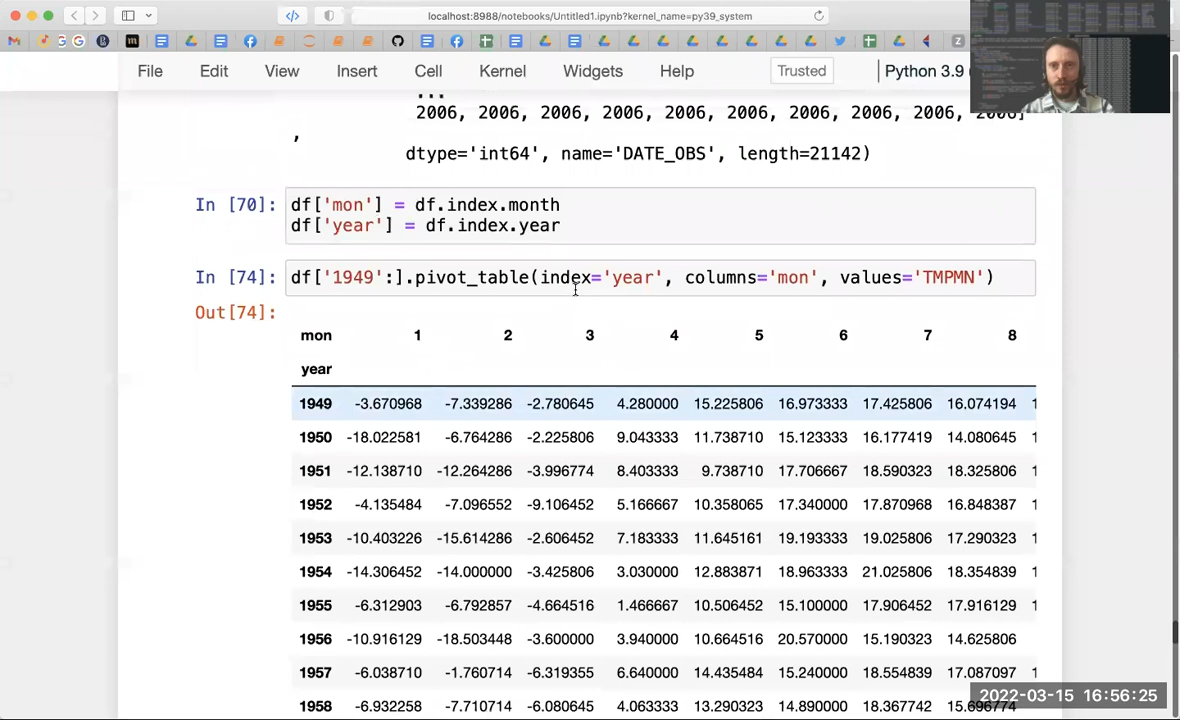 localhost:8988/notebooks/Untitled1.ipynb?kernel_name=py39_system
File Edit View Insert Cell Kernel Widgets Help Trusted Python 3.9
...
2006, 2006, 2006, 2006, 2006, 2006, 2006, 2006, 2006, 2006]
,
dtype='int64', name='DATE_OBS', length=21142)
In [70]: df['mon'] = df.index.month
df['year'] = df.index.year
In [74]: df['1949':].pivot_table(index='year', columns='mon', values='TMPMN')
Out[74]:
mon 1 2 3 4 5 6 7 8
year
1949 -3.670968 -7.339286 -2.780645 4.280000 15.225806 16.973333 17.425806 16.074194 1
1950 -18.022581 -6.764286 -2.225806 9.043333 11.738710 15.123333 16.177419 14.080645 1
1951 -12.138710 -12.264286 -3.996774 8.403333 9.738710 17.706667 18.590323 18.325806 1
1952 -4.135484 -7.096552 -9.106452 5.166667 10.358065 17.340000 17.870968 16.848387 1
1953 -10.403226 -15.614286 -2.606452 7.183333 11.645161 19.193333 19.025806 17.290323 1
1954 -14.306452 -14.000000 -3.425806 3.030000 12.883871 18.963333 21.025806 18.354839 1
1955 -6.312903 -6.792857 -4.664516 1.466667 10.506452 15.100000 17.906452 17.916129 1
1956 -10.916129 -18.503448 -3.600000 3.940000 10.664516 20.570000 15.190323 14.625806
1957 -6.038710 -1.760714 -6.319355 6.640000 14.435484 15.240000 18.554839 17.087097 1
1958 -6.932258 -7.710714 -6.080645 4.063333 13.290323 14.890000 18.367742 15.696774
2022-03-15 16:56:25